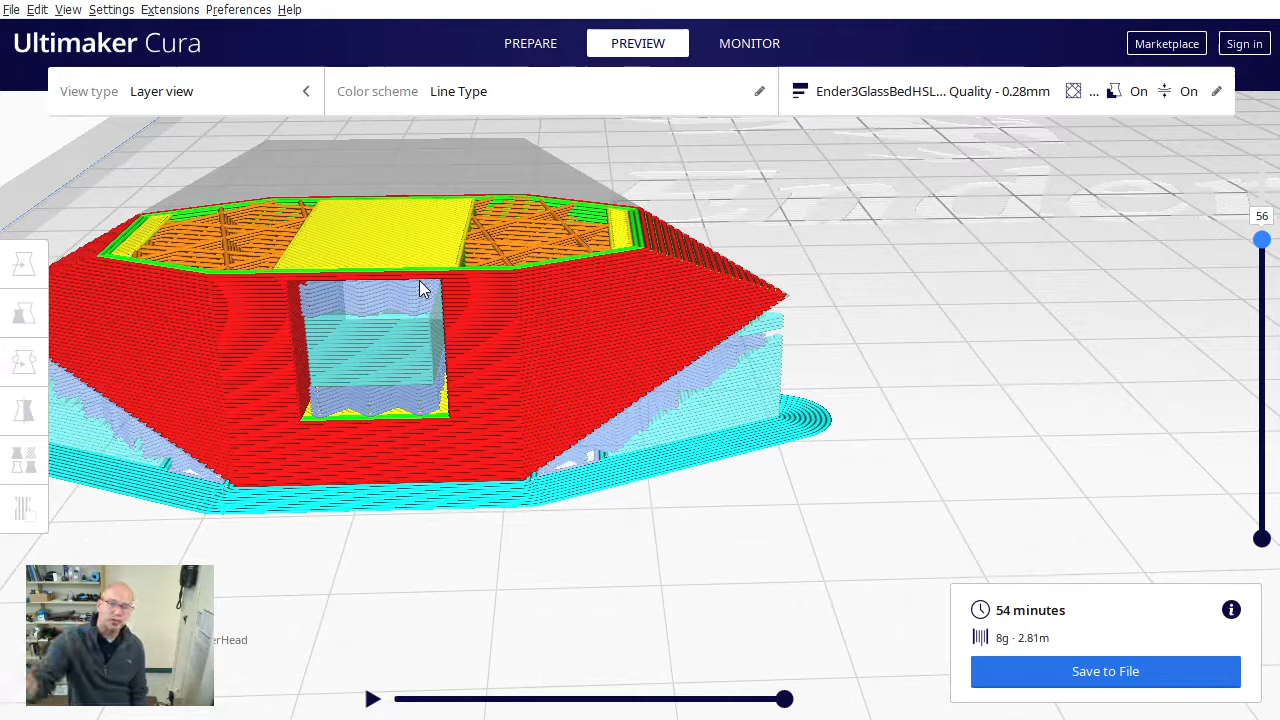 File Edit View Settings Extensions Preferences Help
Ultimaker Cura
PREPARE
PREVIEW
MONITOR
Marketplace
Sign in
View type Layer view
Color scheme Line Type
Ender3GlassBedHSL... Quality - 0.28mm
... On On
56
54 minutes
8g · 2.81m
Save to File
erHead